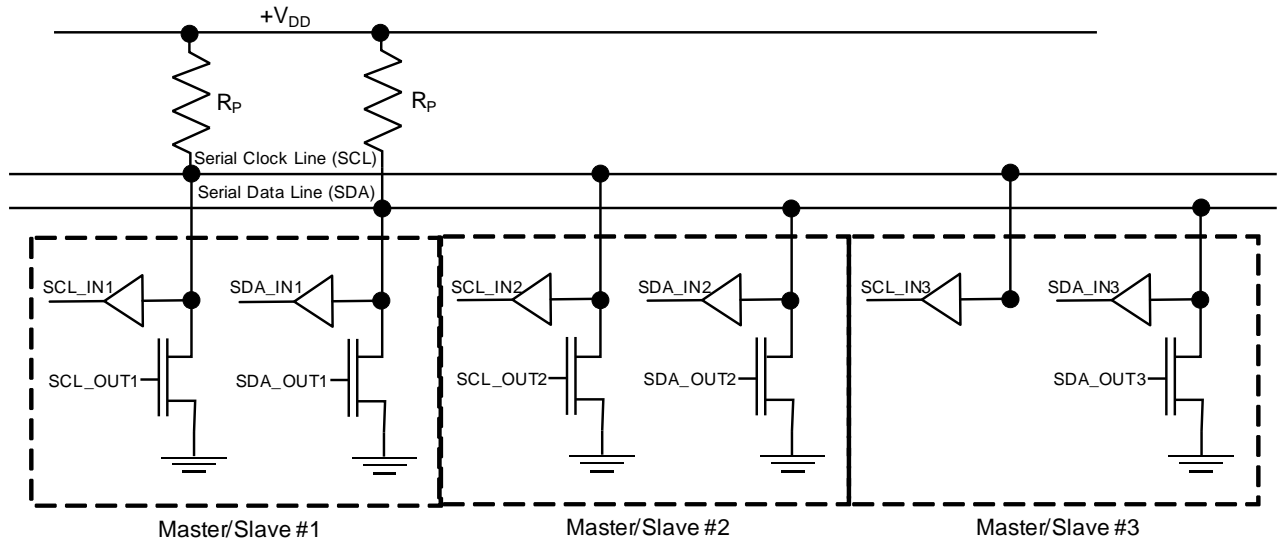 +VDD
RP
RP
Serial Clock Line (SCL)
Serial Data Line (SDA)
SCL_IN1
SDA_IN1
SCL_IN2
SDA_IN2
SCL_IN3
SDA_IN3
SCL_OUT1
SDA_OUT1
SCL_OUT2
SDA_OUT2
SDA_OUT3
Master/Slave #1
Master/Slave #2
Master/Slave #3